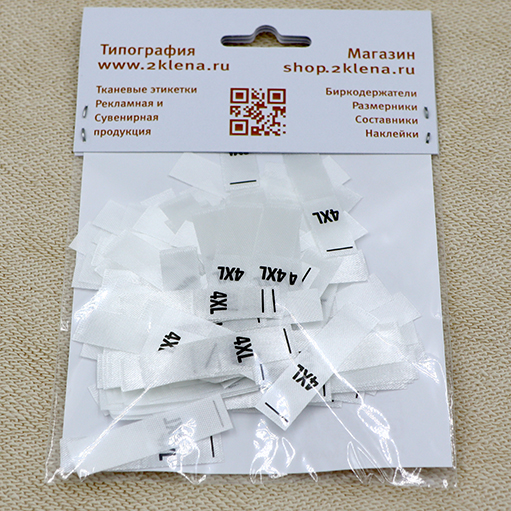 Типография
www.2klena.ru
Тканевые этикетки
Рекламная и
Сувенирная
продукция
Магазин
shop.2klena.ru
Биркодержатели
Размерники
Составники
Наклейки
4XL
4XL
4XL
4XL
4XL
4XL
4XL